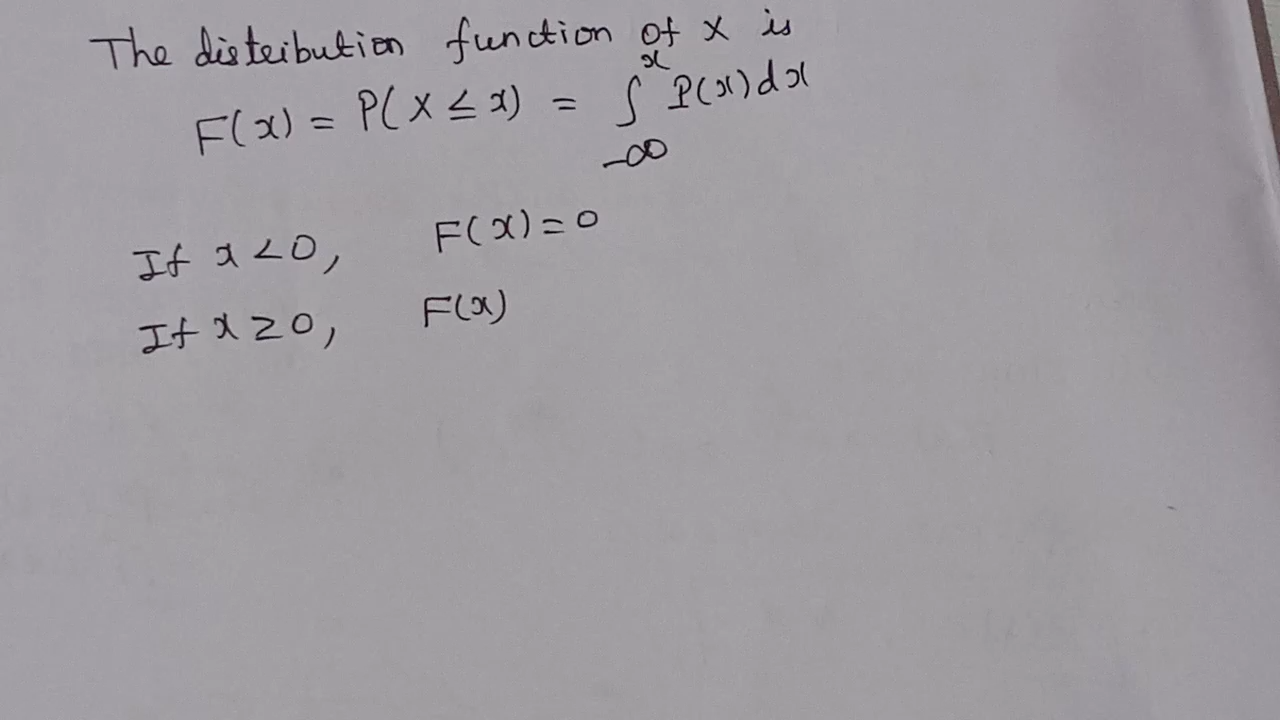 The distribution function of X is
F(x) = P(X ≤ x) = ∫_{-∞}^{x} P(x)dx
If x < 0, F(x) = 0
If x ≥ 0, F(x)